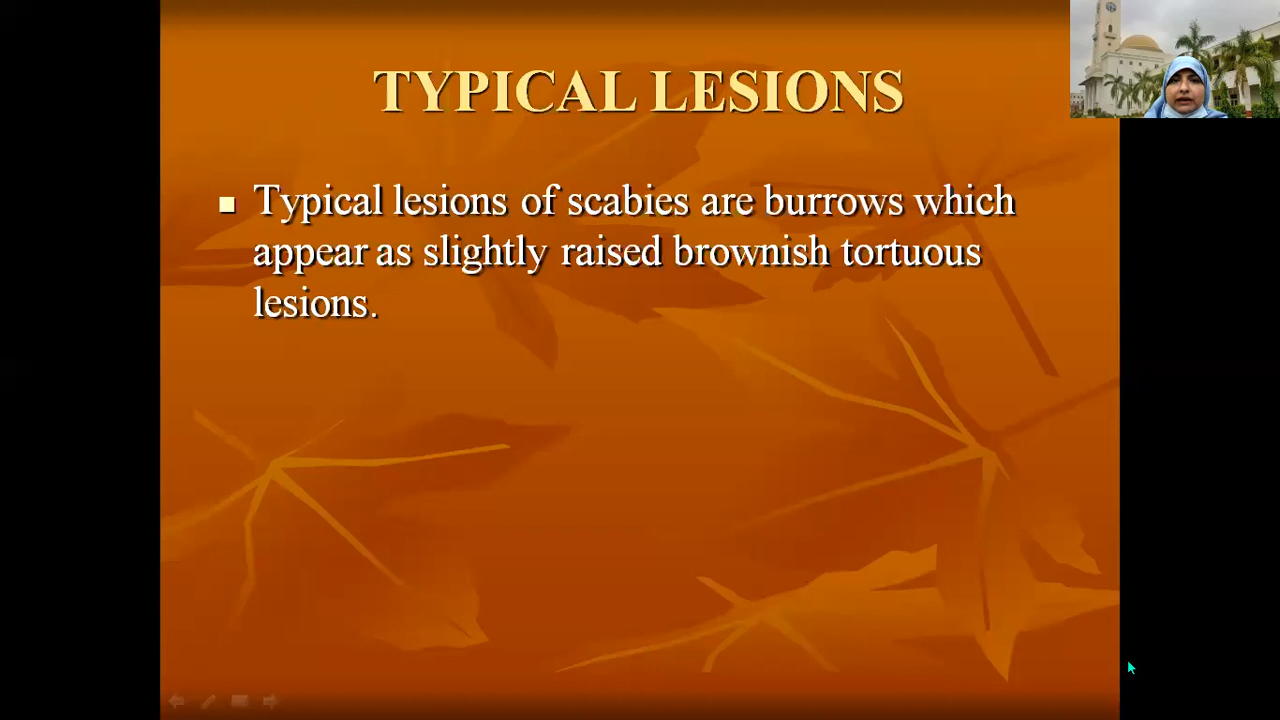 TYPICAL LESIONS
Typical lesions of scabies are burrows which
appear as slightly raised brownish tortuous
lesions.